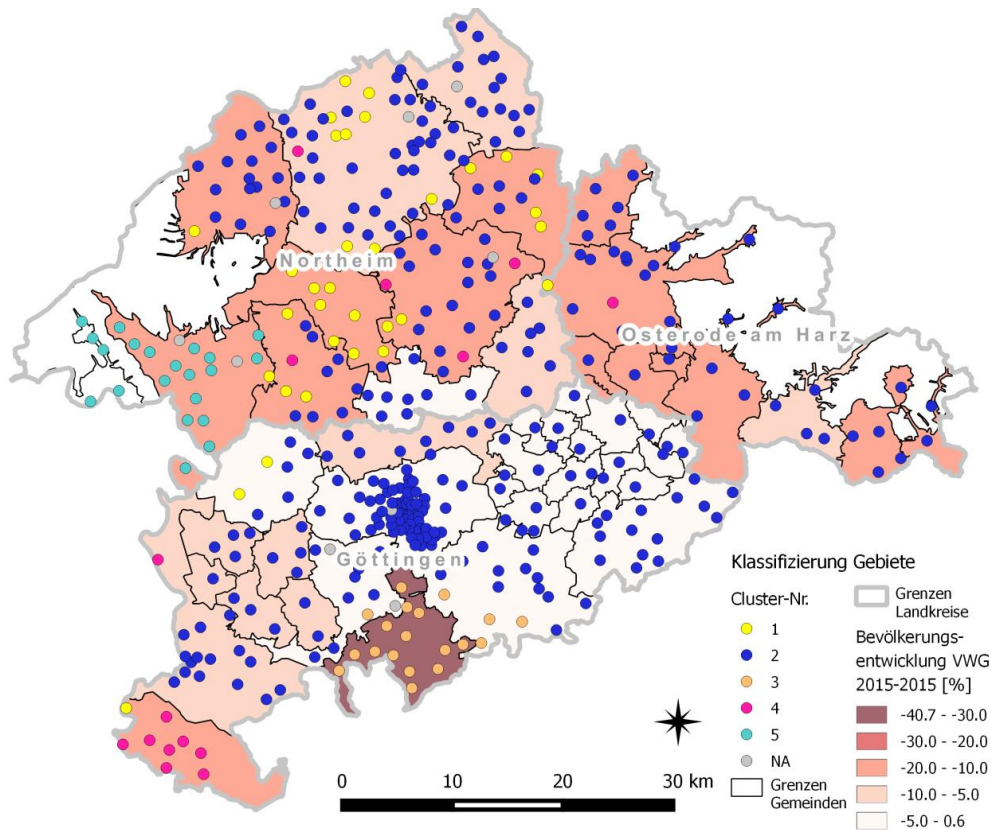 Northeim
Osterode am Harz
Göttingen
Klassifizierung Gebiete
Cluster-Nr.
1
2
3
4
5
NA
Grenzen
Gemeinden
Grenzen
Landkreise
Bevölkerungs-
entwicklung VWG
2015-2015 [%]
-40.7 - -30.0
-30.0 - -20.0
-20.0 - -10.0
-10.0 - -5.0
-5.0 - 0.6
0 10 20 30 km